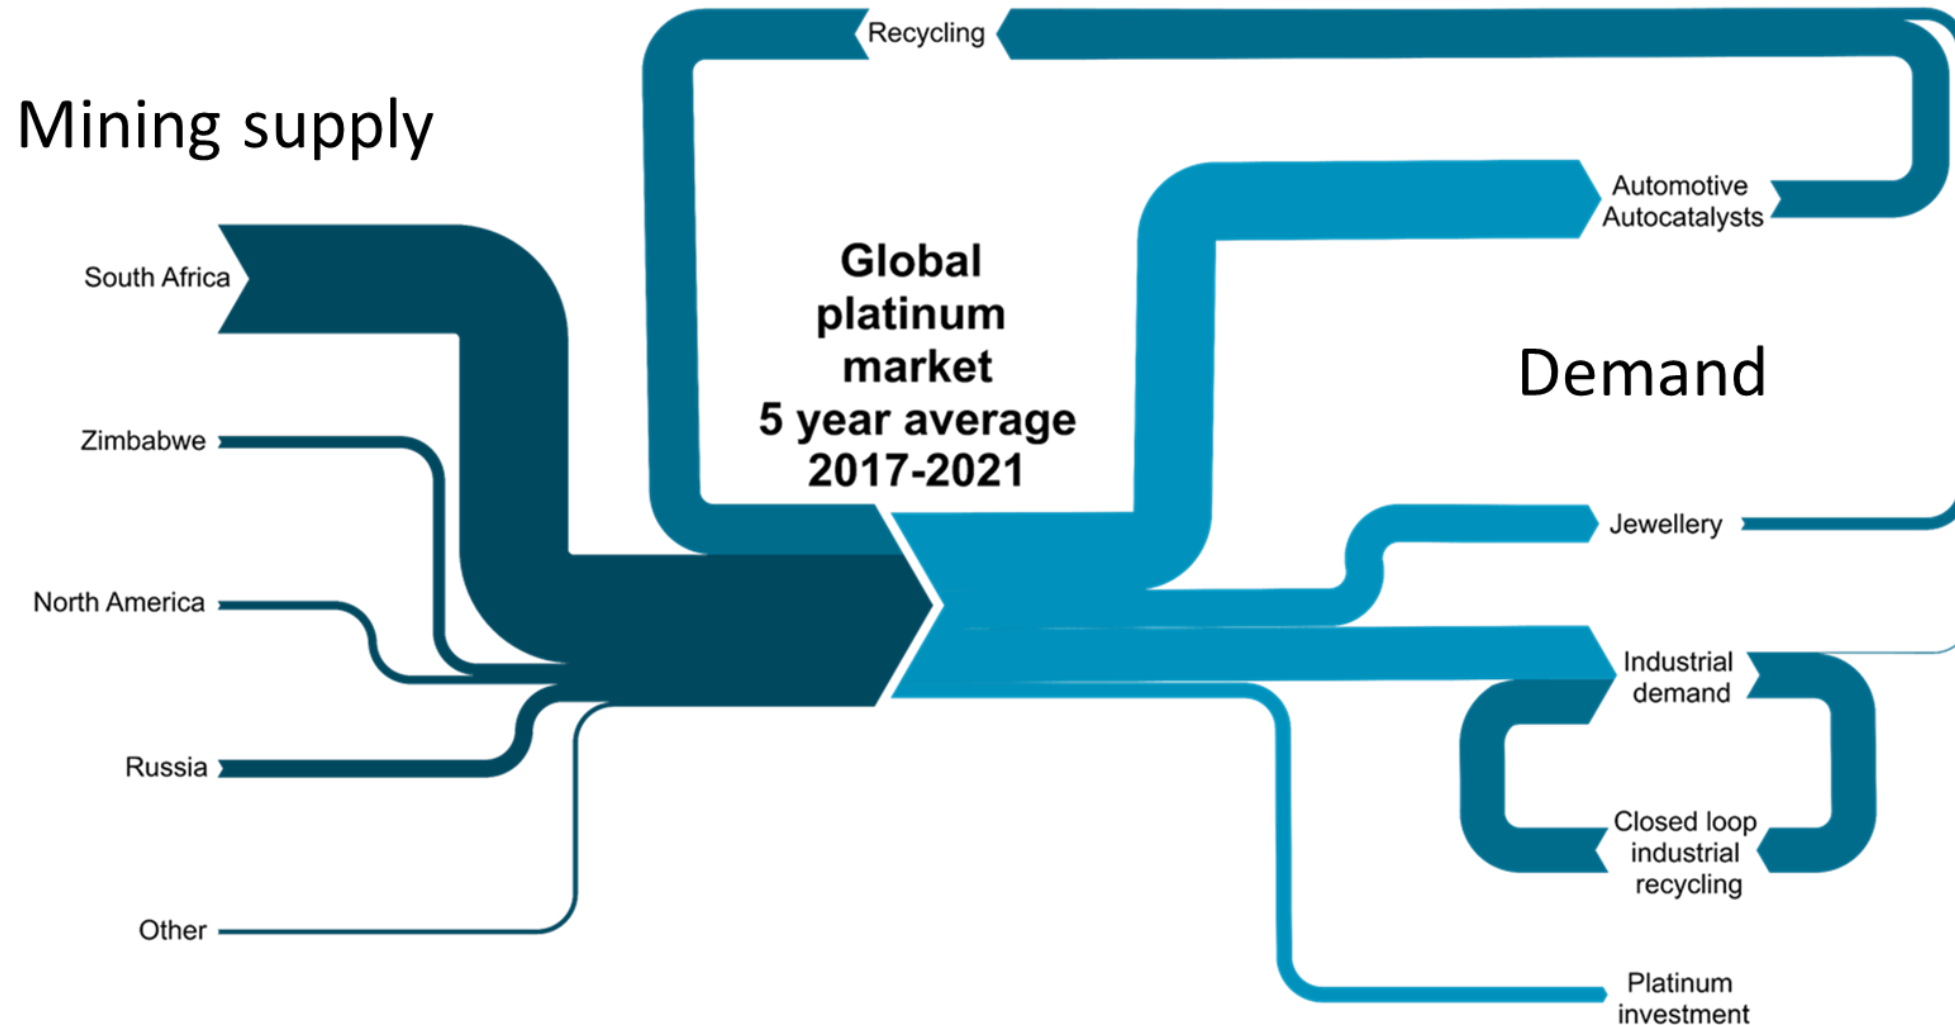 Recycling
Mining supply
Automotive
Autocatalysts
South Africa
Global
platinum
market
5 year average
2017-2021
Demand
Zimbabwe
Jewellery
North America
Industrial
demand
Russia
Closed loop
industrial
recycling
Other
Platinum
investment